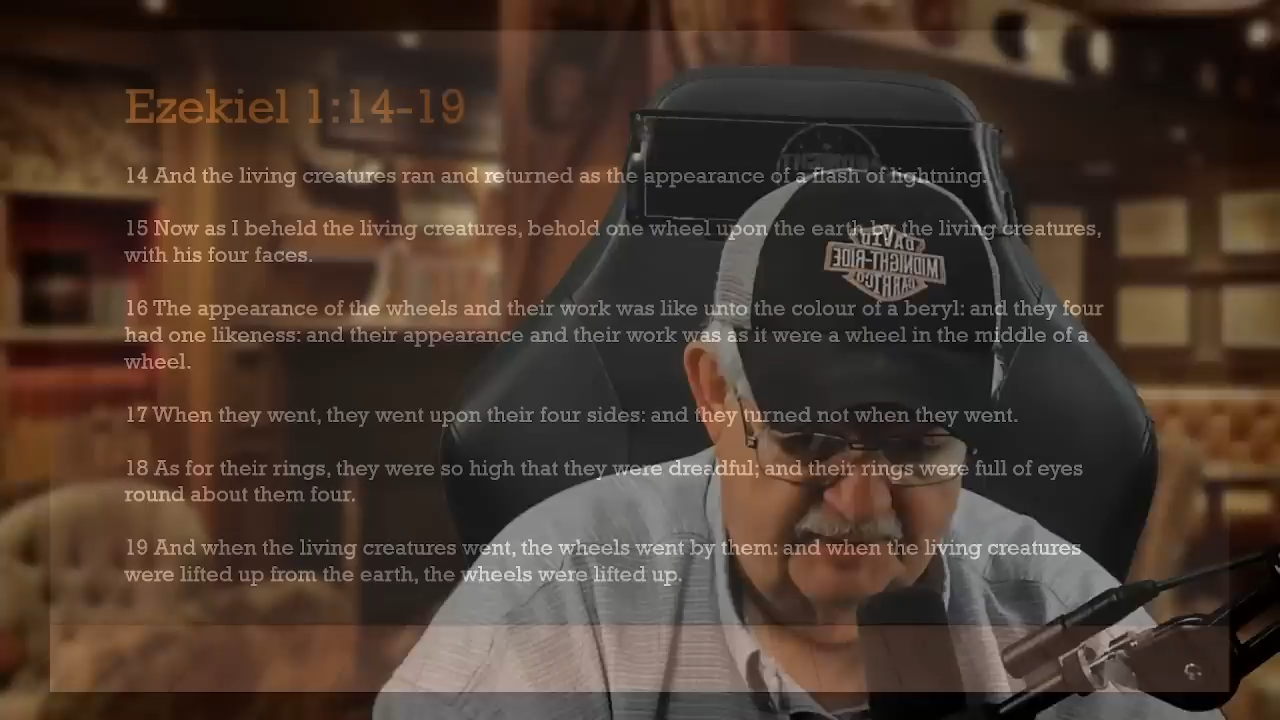 Ezekiel 1:14-19
14 And the living creatures ran and returned as the appearance of a flash of lightning.
15 Now as I beheld the living creatures, behold one wheel upon the earth by the living creatures,
with his four faces.
16 The appearance of the wheels and their work was like unto the colour of a beryl: and they four
had one likeness: and their appearance and their work was as it were a wheel in the middle of a
wheel.
17 When they went, they went upon their four sides: and they turned not when they went.
18 As for their rings, they were so high that they were dreadful; and their rings were full of eyes
round about them four.
19 And when the living creatures went, the wheels went by them: and when the living creatures
were lifted up from the earth, the wheels were lifted up.
DAVID
MIDNIGHT-RIDE
CARRICO